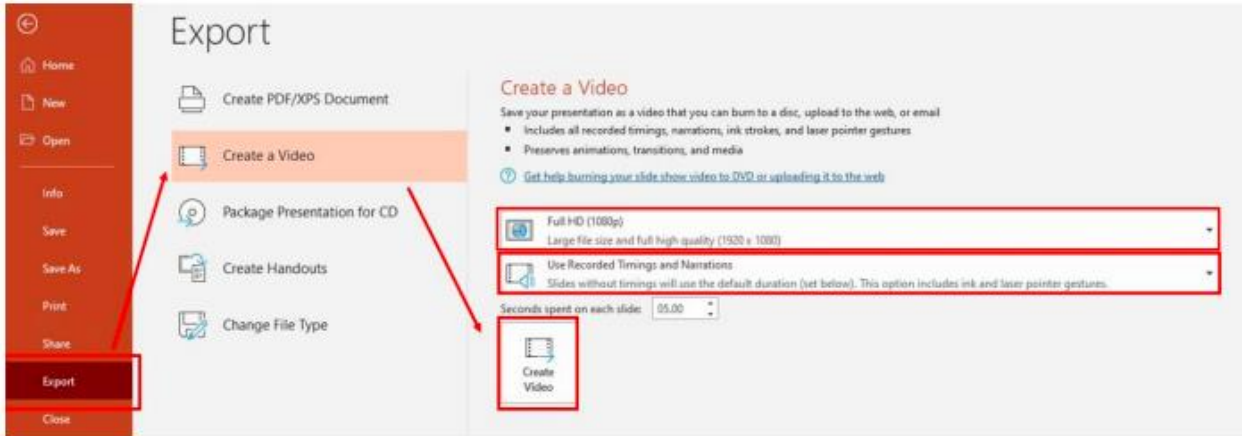 Home
New
Open
Info
Save
Save As
Print
Share
Export
Close
Export
Create PDF/XPS Document
Create a Video
Package Presentation for CD
Create Handouts
Change File Type
Create a Video
Save your presentation as a video that you can burn to a disc, upload to the web, or email
Includes all recorded timings, narrations, ink strokes, and laser pointer gestures
Preserves animations, transitions, and media
Get help burning your slide show video to DVD or uploading it to the web
Full HD (1080p)
Large file size and full high quality (1920 x 1080)
Use Recorded Timings and Narrations
Slides without timings will use the default duration (set below). This option includes ink and laser pointer gestures.
Seconds spent on each slide: 05.00
Create
Video